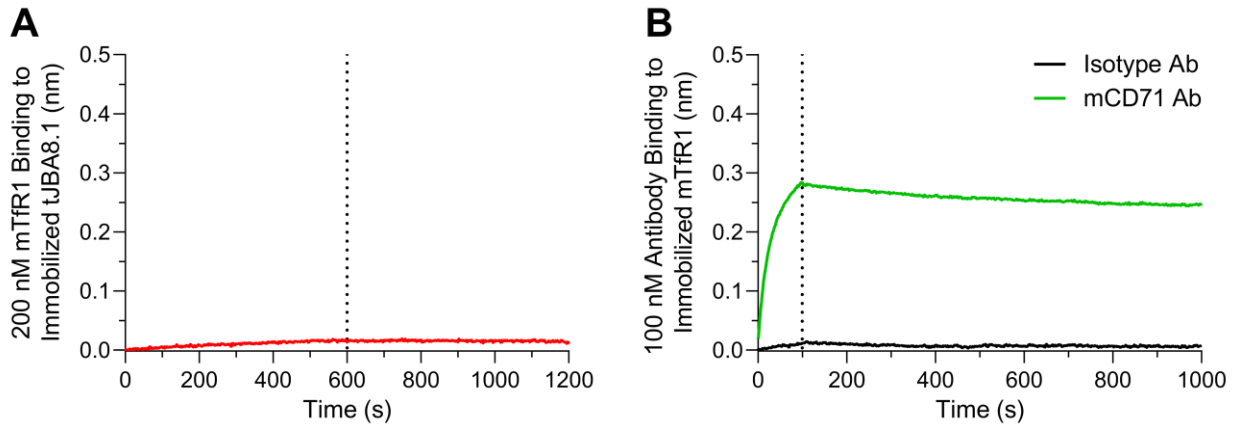 A
200 nM mTfR1 Binding to
Immobilized tJBA8.1 (nm)
0.5
0.4
0.3
0.2
0.1
0.0
0 200 400 600 800 1000 1200
Time (s)
B
100 nM Antibody Binding to
Immobilized mTfR1 (nm)
0.5
0.4
0.3
0.2
0.1
0.0
0 200 400 600 800 1000
Time (s)
Isotype Ab
mCD71 Ab